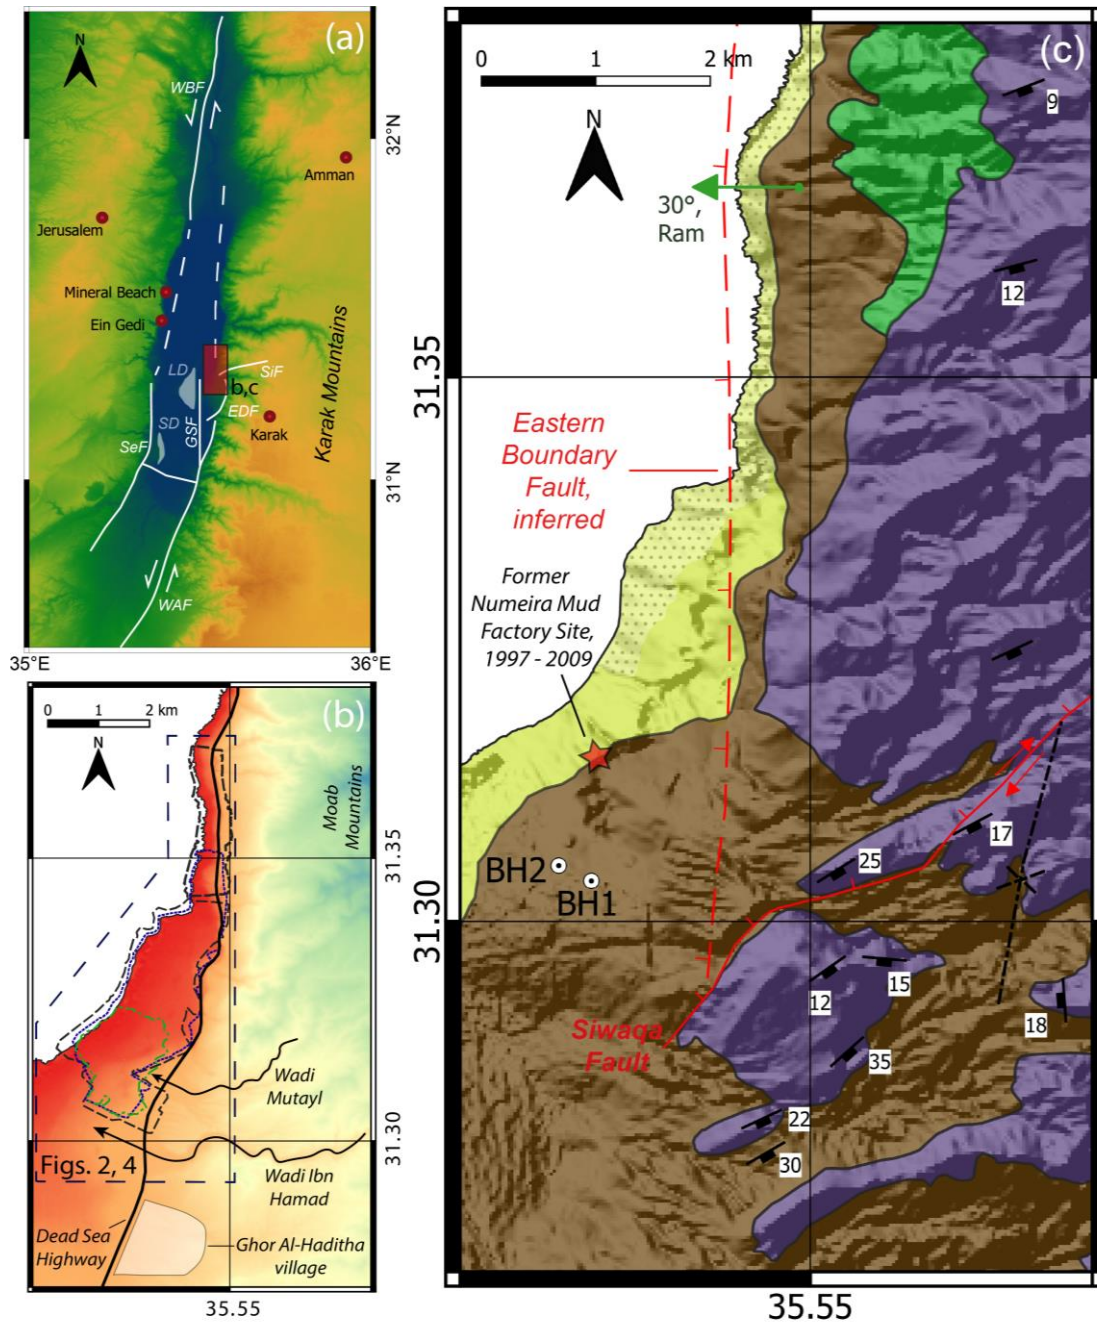 (a)
N
WBF
32°N
Amman
Jerusalem
Mineral Beach
Ein Gedi
LD
SiF
b,c
EDF
SD
GSF
Karak
SeF
Karak Mountains
31°N
WAF
35°E
36°E
(b)
0 1 2 km
N
Moab
Mountains
31.35
Wadi
Mutayl
31.30
Figs. 2, 4
Wadi Ibn
Hamad
Dead Sea
Highway
Ghor Al-Haditha
village
35.55
(c)
0 1 2 km
N
9
30°,
Ram
12
31.35
Eastern
Boundary
Fault,
inferred
Former
Numeira Mud
Factory Site,
1997 - 2009
17
25
BH2
BH1
31.30
12
15
18
Siwaqa
Fault
35
22
30
35.55